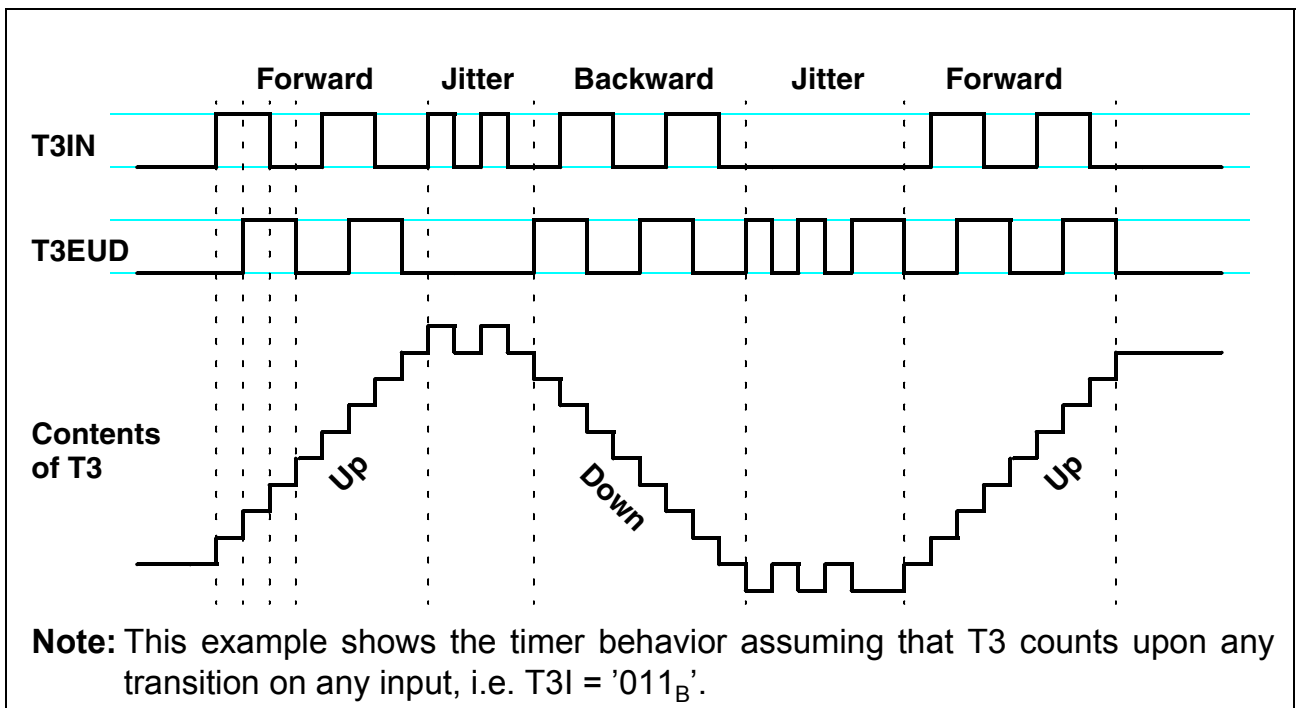 Forward Jitter Backward Jitter Forward
T3IN
T3EUD
Contents
of T3
Up
Down
Up
Note: This example shows the timer behavior assuming that T3 counts upon any
transition on any input, i.e. T3I = '011B'.